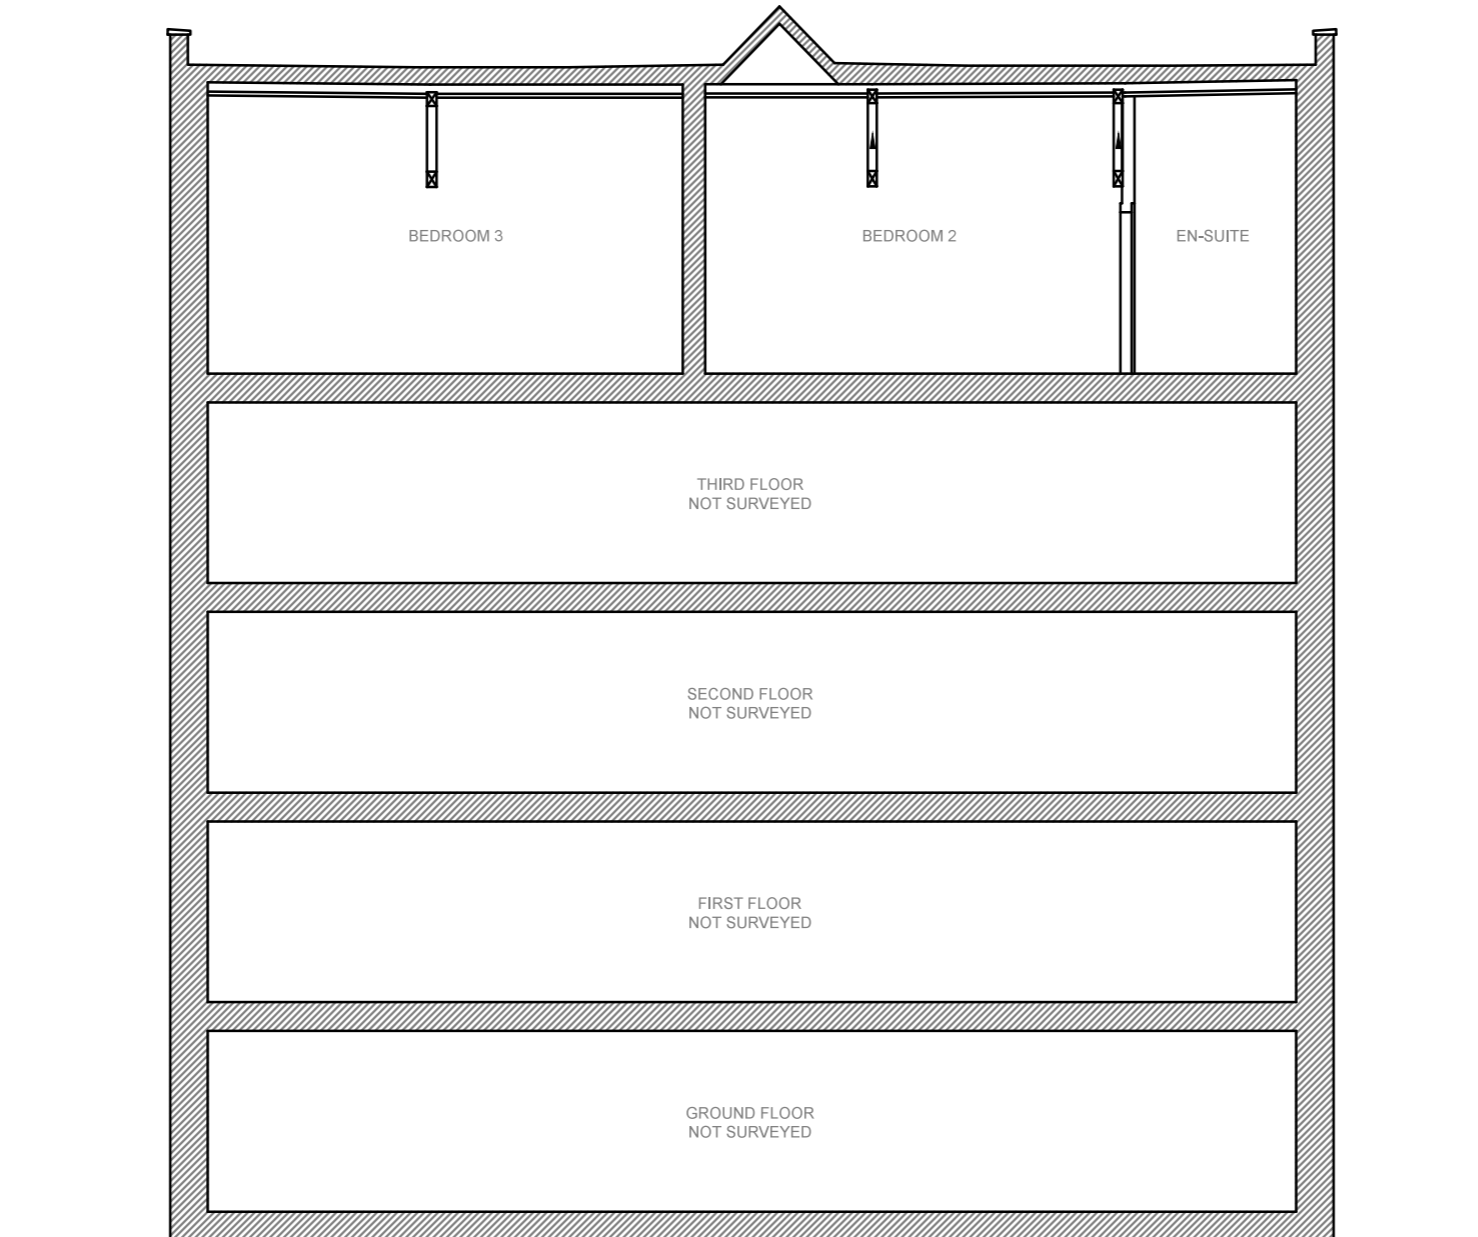 BEDROOM 3
BEDROOM 2
EN-SUITE
THIRD FLOOR
NOT SURVEYED
SECOND FLOOR
NOT SURVEYED
FIRST FLOOR
NOT SURVEYED
GROUND FLOOR
NOT SURVEYED